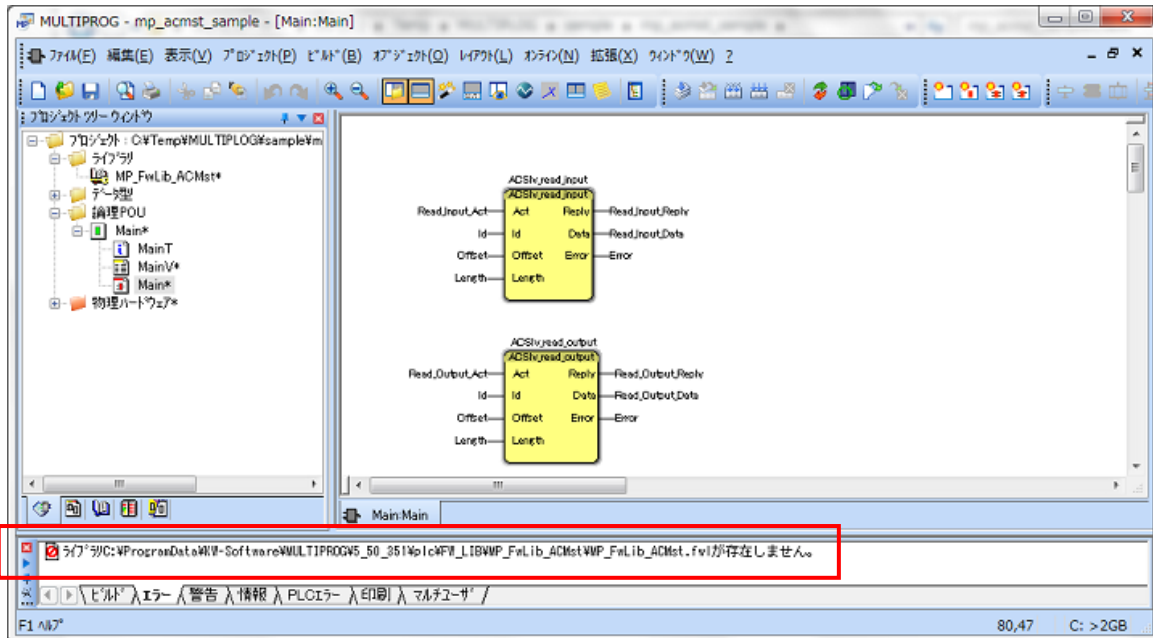 MULTIPROG - mp_acmst_sample - [Main:Main]
ファイル(F) 編集(E) 表示(V) プロジェクト(P) ビルド(B) オブジェクト(O) レイアウト(L) オンライン(N) 拡張(X) ウィンドウ(W) ?
プロジェクト ツリー ウィンドウ
プロジェクト : C:¥Temp¥MULTIPLOG¥sample¥m
ライブラリ
MP_FwLib_ACMst*
データ型
論理POU
Main*
MainT
MainV*
Main*
物理ハードウェア*
ACSlv_read_input
ACSlv_read_input
Read_Input_Act Act Reply Read_Input_Reply
Id Id Data Read_Input_Data
Offset Offset Error Error
Length Length
ACSlv_read_output
ACSlv_read_output
Read_Output_Act Act Reply Read_Output_Reply
Id Id Data Read_Output_Data
Offset Offset Error Error
Length Length
Main:Main
ライブラリC:¥ProgramData¥KW-Software¥MULTIPROG¥5_50_351¥plc¥FW_LIB¥MP_FwLib_ACMst¥MP_FwLib_ACMst.fwlが存在しません。
ビルド エラー 警告 情報 PLCエラー 印刷 マルチユーザ
F1 ヘルプ 80,47 C: >2GB